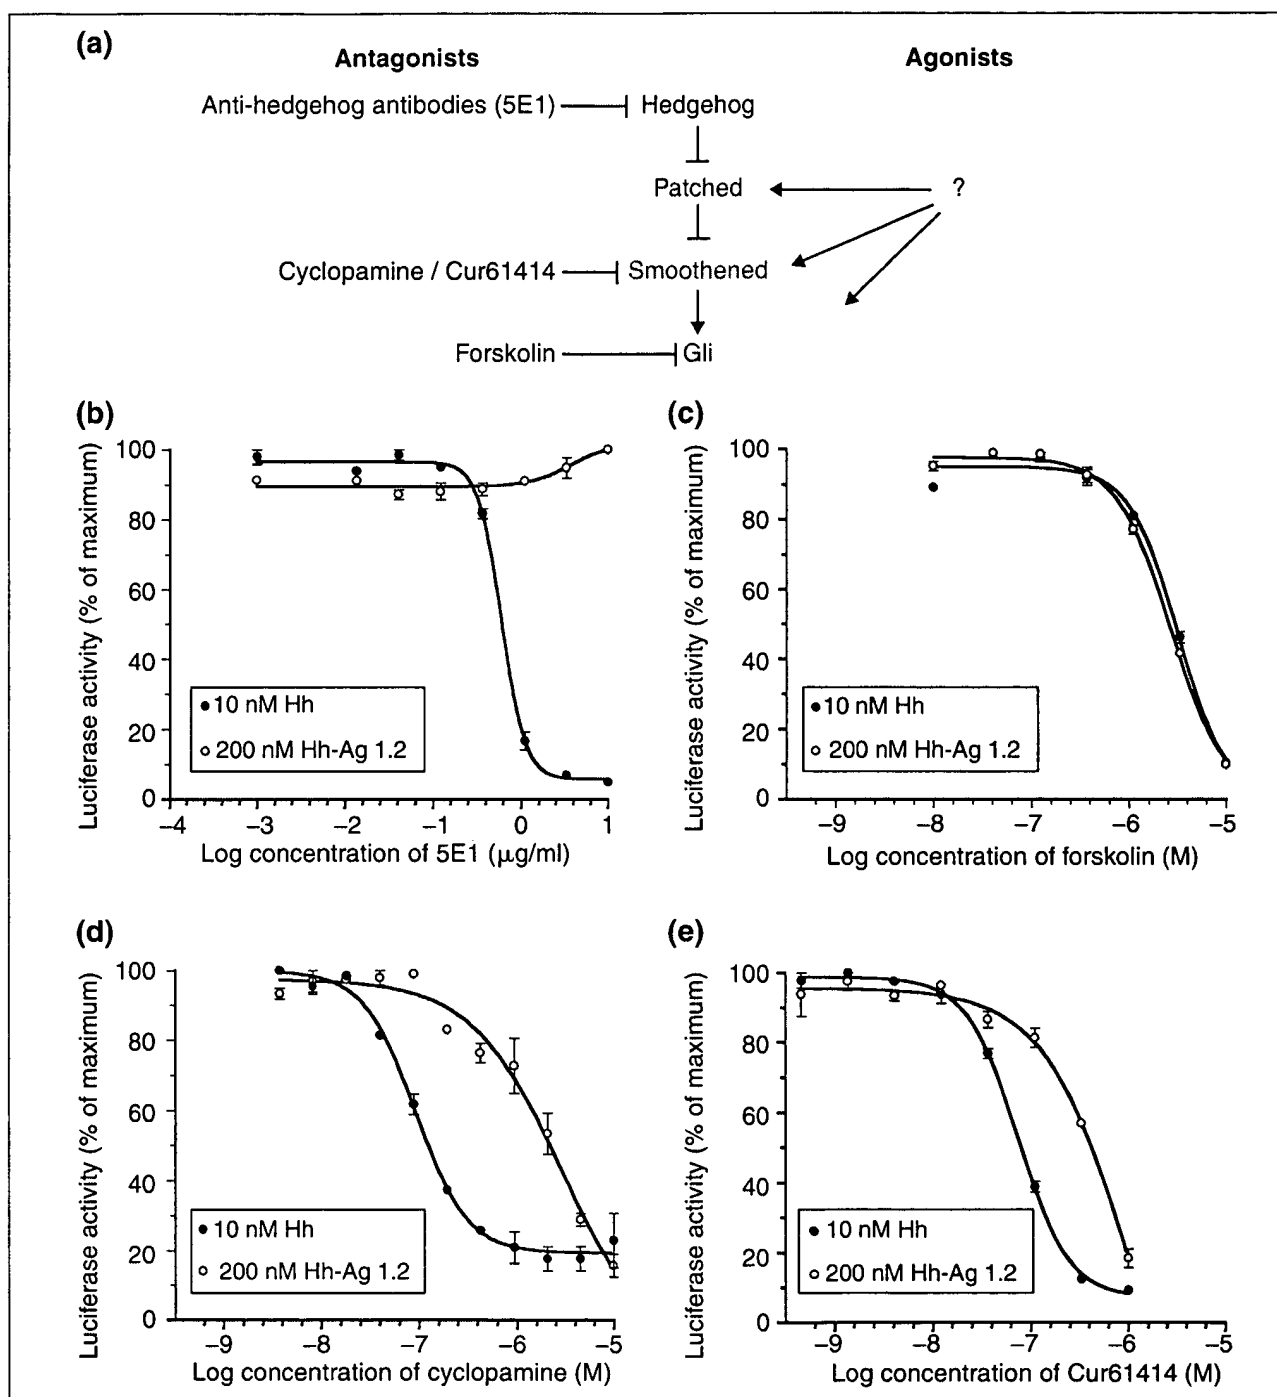 (a)
Antagonists Agonists
Anti-hedgehog antibodies (5E1) Hedgehog
Patched ?
Cyclopamine / Cur61414 Smoothened
Forskolin Gli
(b)
Luciferase activity (% of maximum)
100
80
60
40
20
0
10 nM Hh
200 nM Hh-Ag 1.2
−4 −3 −2 −1 0 1
Log concentration of 5E1 (μg/ml)
(c)
Luciferase activity (% of maximum)
100
80
60
40
20
0
10 nM Hh
200 nM Hh-Ag 1.2
−9 −8 −7 −6 −5
Log concentration of forskolin (M)
(d)
Luciferase activity (% of maximum)
100
80
60
40
20
0
10 nM Hh
200 nM Hh-Ag 1.2
−9 −8 −7 −6 −5
Log concentration of cyclopamine (M)
(e)
Luciferase activity (% of maximum)
100
80
60
40
20
0
10 nM Hh
200 nM Hh-Ag 1.2
−9 −8 −7 −6 −5
Log concentration of Cur61414 (M)